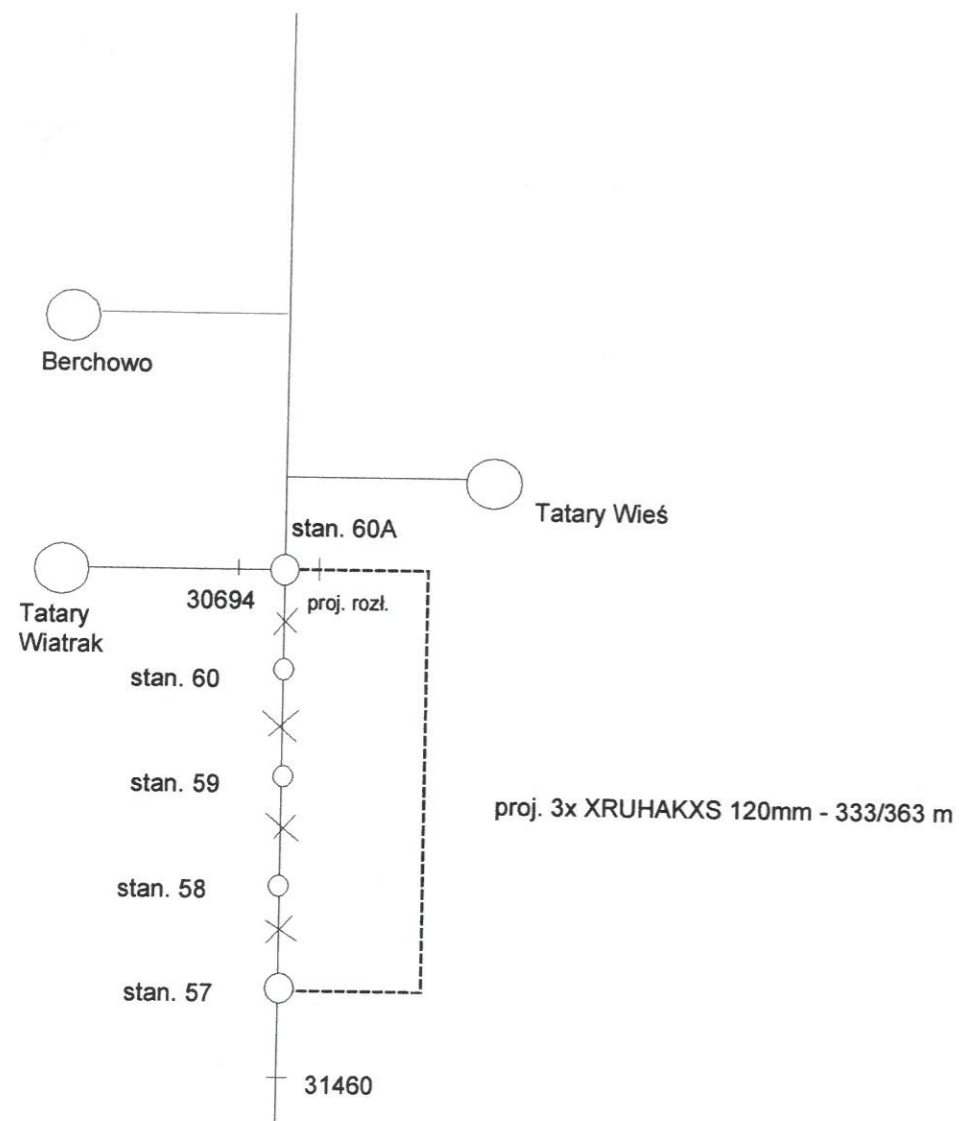 Berchowo
Tatary Wieś
stan. 60A
30694
proj. rozł.
Tatary
Wiatrak
stan. 60
stan. 59
proj. 3x XRUHAKXS 120mm - 333/363 m
stan. 58
stan. 57
31460